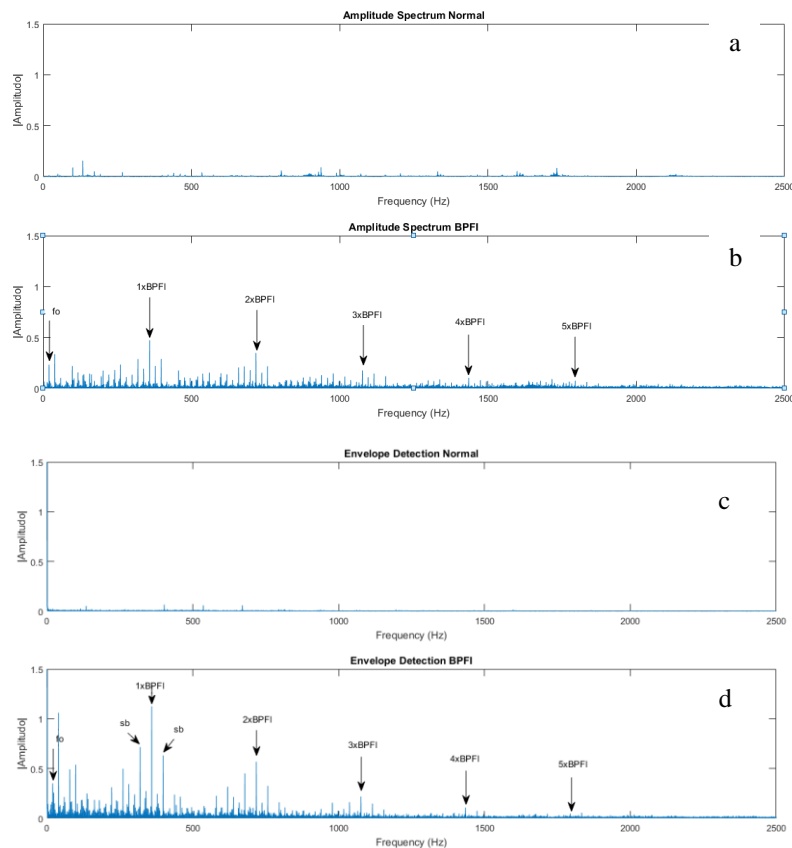 Amplitude Spectrum Normal
a
|Amplitudo|
1.5
1
0.5
0
0 500 1000 1500 2000 2500
Frequency (Hz)
Amplitude Spectrum BPFI
b
|Amplitudo|
1.5
1
0.5
0
fo
1xBPFI
2xBPFI
3xBPFI
4xBPFI
5xBPFI
0 500 1000 1500 2000 2500
Frequency (Hz)
Envelope Detection Normal
c
|Amplitudo|
1.5
1
0.5
0
0 500 1000 1500 2000 2500
Frequency (Hz)
Envelope Detection BPFI
d
|Amplitudo|
1.5
1
0.5
0
fo
sb
1xBPFI
sb
2xBPFI
3xBPFI
4xBPFI
5xBPFI
0 500 1000 1500 2000 2500
Frequency (Hz)